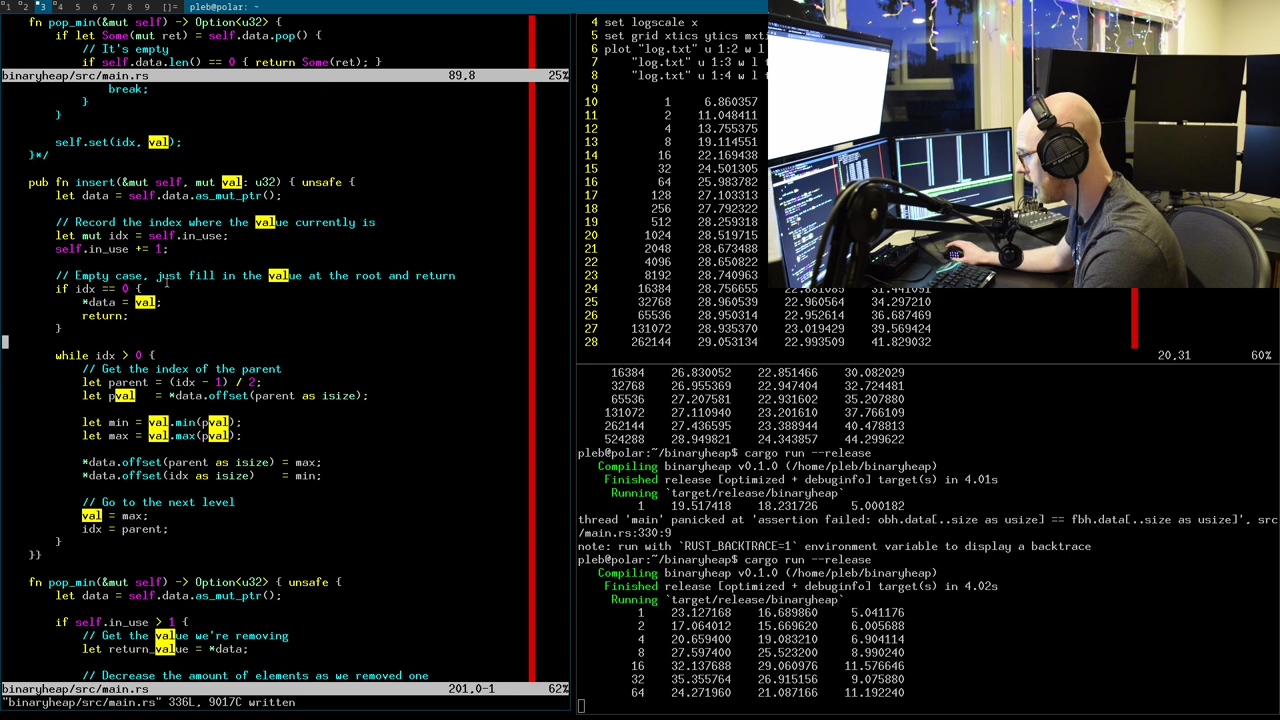 1 2 3 4 5 6 7 8 9 []= pleb@polar: ~
fn pop_min(&mut self) -> Option<u32> {
if let Some(mut ret) = self.data.pop() {
// It's empty
if self.data.len() == 0 { return Some(ret); }
binaryheap/src/main.rs 89,8 25%
break;
}
}
self.set(idx, val);
}*/
pub fn insert(&mut self, mut val: u32) { unsafe {
let data = self.data.as_mut_ptr();
// Record the index where the value currently is
let mut idx = self.in_use;
self.in_use += 1;
// Empty case, just fill in the value at the root and return
if idx == 0 {
*data = val;
return;
}
while idx > 0 {
// Get the index of the parent
let parent = (idx - 1) / 2;
let pval = *data.offset(parent as isize);
let min = val.min(pval);
let max = val.max(pval);
*data.offset(parent as isize) = max;
*data.offset(idx as isize) = min;
// Go to the next level
val = max;
idx = parent;
}
}}
fn pop_min(&mut self) -> Option<u32> { unsafe {
let data = self.data.as_mut_ptr();
if self.in_use > 1 {
// Get the value we're removing
let return_value = *data;
// Decrease the amount of elements as we removed one
binaryheap/src/main.rs 201,0-1 62%
"binaryheap/src/main.rs" 336L, 9017C written
4 set logscale x
5 set grid xtics ytics mxti
6 plot "log.txt" u 1:2 w l
7 "log.txt" u 1:3 w l
8 "log.txt" u 1:4 w l
9
10 1 6.860357
11 2 11.048411
12 4 13.755375
13 8 19.114551
14 16 22.169438
15 32 24.501305
16 64 25.983782
17 128 27.103313
18 256 27.792322
19 512 28.259318
20 1024 28.519715
21 2048 28.673488
22 4096 28.650822
23 8192 28.740963
24 16384 28.756655
25 32768 28.960539 22.960564 34.297210
26 65536 28.950314 22.952614 36.687469
27 131072 28.935370 23.019429 39.569424
28 262144 29.053134 22.993509 41.829032
20,31 60%
16384 26.830052 22.851466 30.082029
32768 26.955369 22.947404 32.724481
65536 27.207581 22.931602 35.207880
131072 27.110940 23.201610 37.766109
262144 27.436595 23.388944 40.478813
524288 28.949821 24.343857 44.299622
pleb@polar:~/binaryheap$ cargo run --release
Compiling binaryheap v0.1.0 (/home/pleb/binaryheap)
Finished release [optimized + debuginfo] target(s) in 4.01s
Running `target/release/binaryheap`
1 19.517418 18.231726 5.000182
thread 'main' panicked at 'assertion failed: obh.data[..size as usize] == fbh.data[..size as usize]', src
/main.rs:330:9
note: run with `RUST_BACKTRACE=1` environment variable to display a backtrace
pleb@polar:~/binaryheap$ cargo run --release
Compiling binaryheap v0.1.0 (/home/pleb/binaryheap)
Finished release [optimized + debuginfo] target(s) in 4.02s
Running `target/release/binaryheap`
1 23.127168 16.689860 5.041176
2 17.064012 15.669620 6.005688
4 20.659400 19.083210 6.904114
8 27.597400 25.523200 8.990240
16 32.137688 29.060976 11.576646
32 35.355764 26.915156 9.075880
64 24.271960 21.087166 11.192240